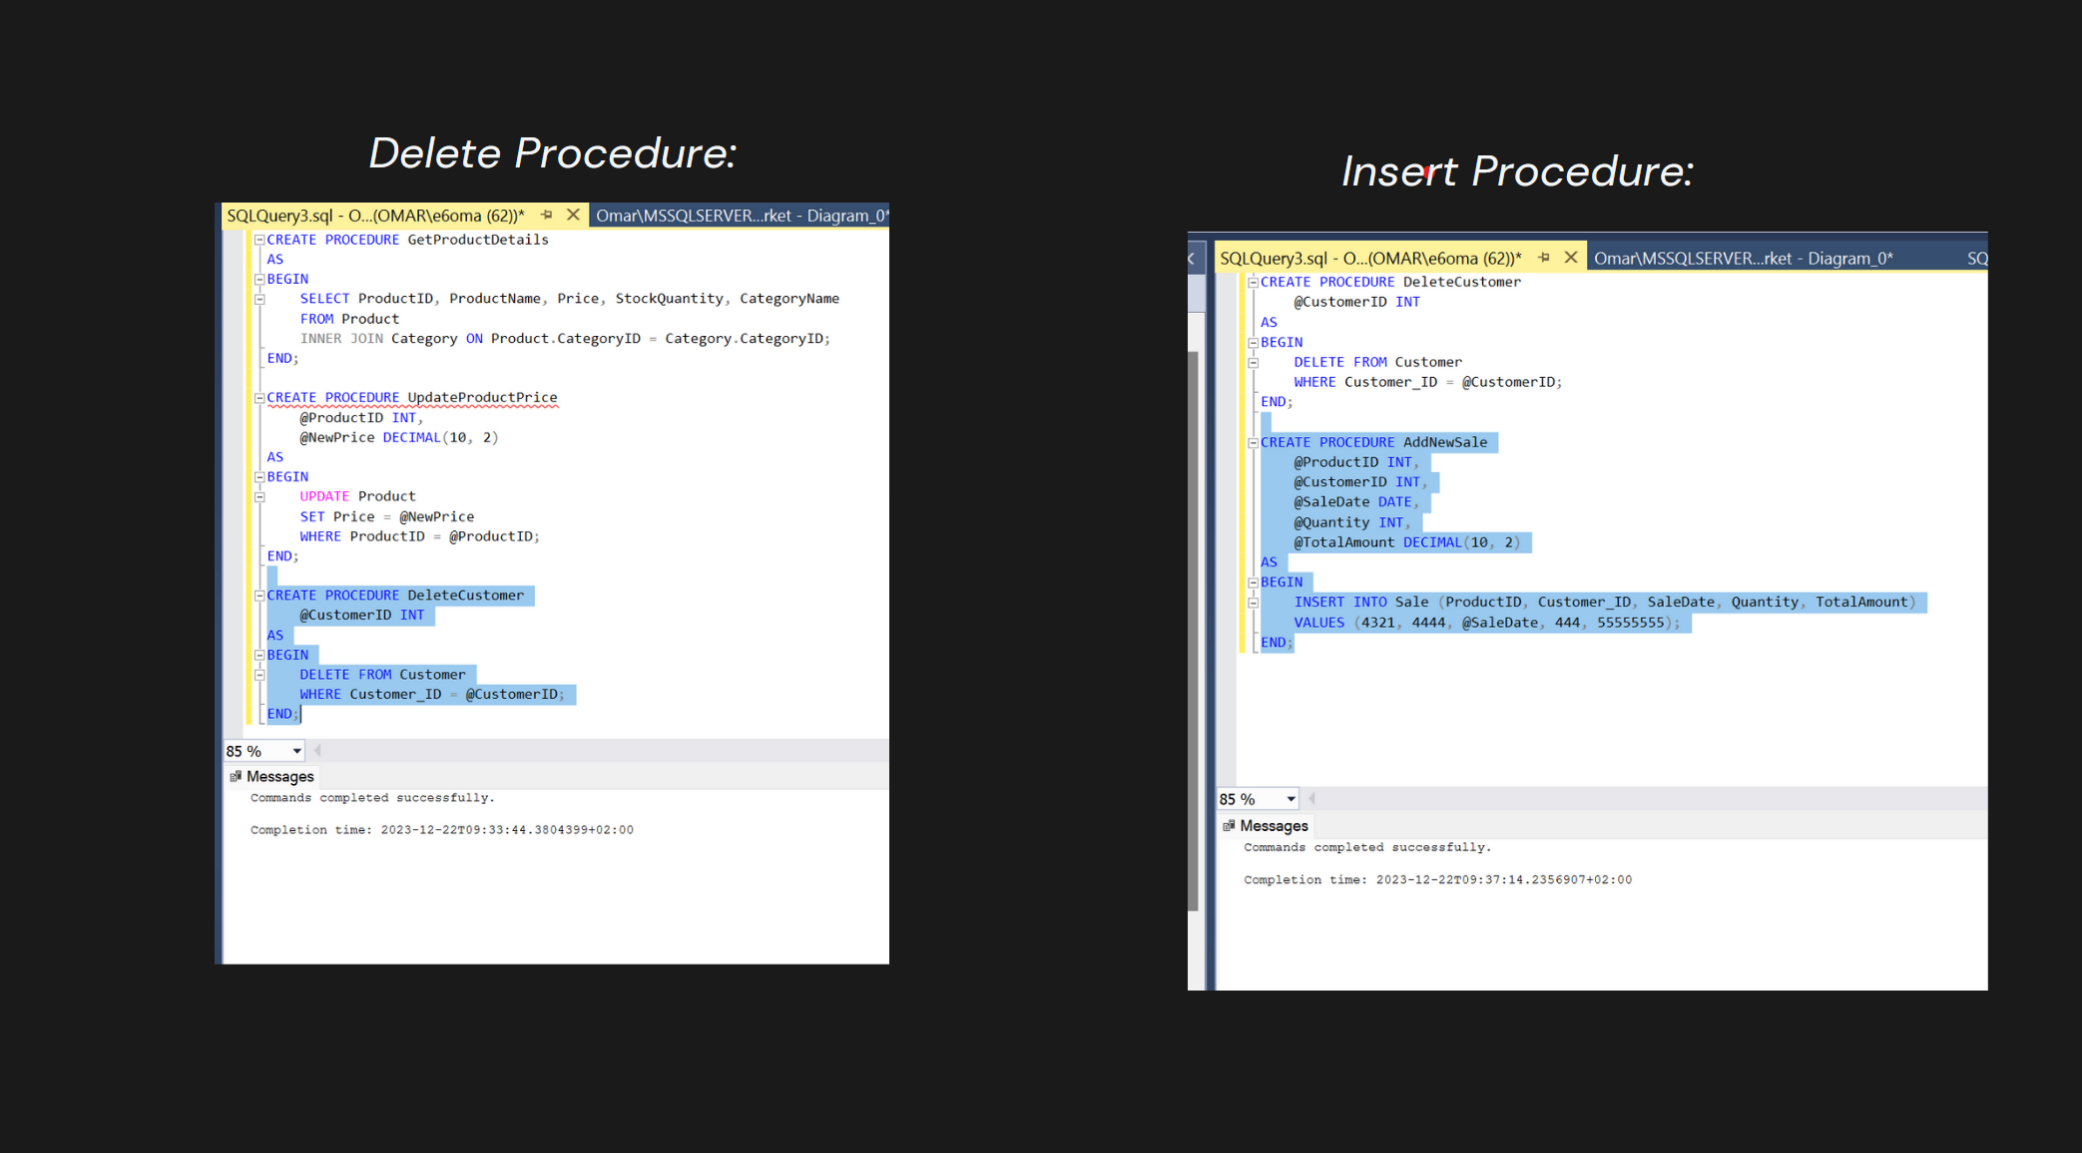 Delete Procedure:
SQLQuery3.sql - O...(OMAR\e6oma (62))*
Omar\MSSQLSERVER...rket - Diagram_0*
CREATE PROCEDURE GetProductDetails
AS
BEGIN
SELECT ProductID, ProductName, Price, StockQuantity, CategoryName
FROM Product
INNER JOIN Category ON Product.CategoryID = Category.CategoryID;
END;
CREATE PROCEDURE UpdateProductPrice
@ProductID INT,
@NewPrice DECIMAL(10, 2)
AS
BEGIN
UPDATE Product
SET Price = @NewPrice
WHERE ProductID = @ProductID;
END;
CREATE PROCEDURE DeleteCustomer
@CustomerID INT
AS
BEGIN
DELETE FROM Customer
WHERE Customer_ID = @CustomerID;
END;
85 %
Messages
Commands completed successfully.
Completion time: 2023-12-22T09:33:44.3804399+02:00
Insert Procedure:
SQLQuery3.sql - O...(OMAR\e6oma (62))*
Omar\MSSQLSERVER...rket - Diagram_0*
SQ
CREATE PROCEDURE DeleteCustomer
@CustomerID INT
AS
BEGIN
DELETE FROM Customer
WHERE Customer_ID = @CustomerID;
END;
CREATE PROCEDURE AddNewSale
@ProductID INT,
@CustomerID INT,
@SaleDate DATE,
@Quantity INT,
@TotalAmount DECIMAL(10, 2)
AS
BEGIN
INSERT INTO Sale (ProductID, Customer_ID, SaleDate, Quantity, TotalAmount)
VALUES (4321, 4444, @SaleDate, 444, 55555555);
END;
85 %
Messages
Commands completed successfully.
Completion time: 2023-12-22T09:37:14.2356907+02:00